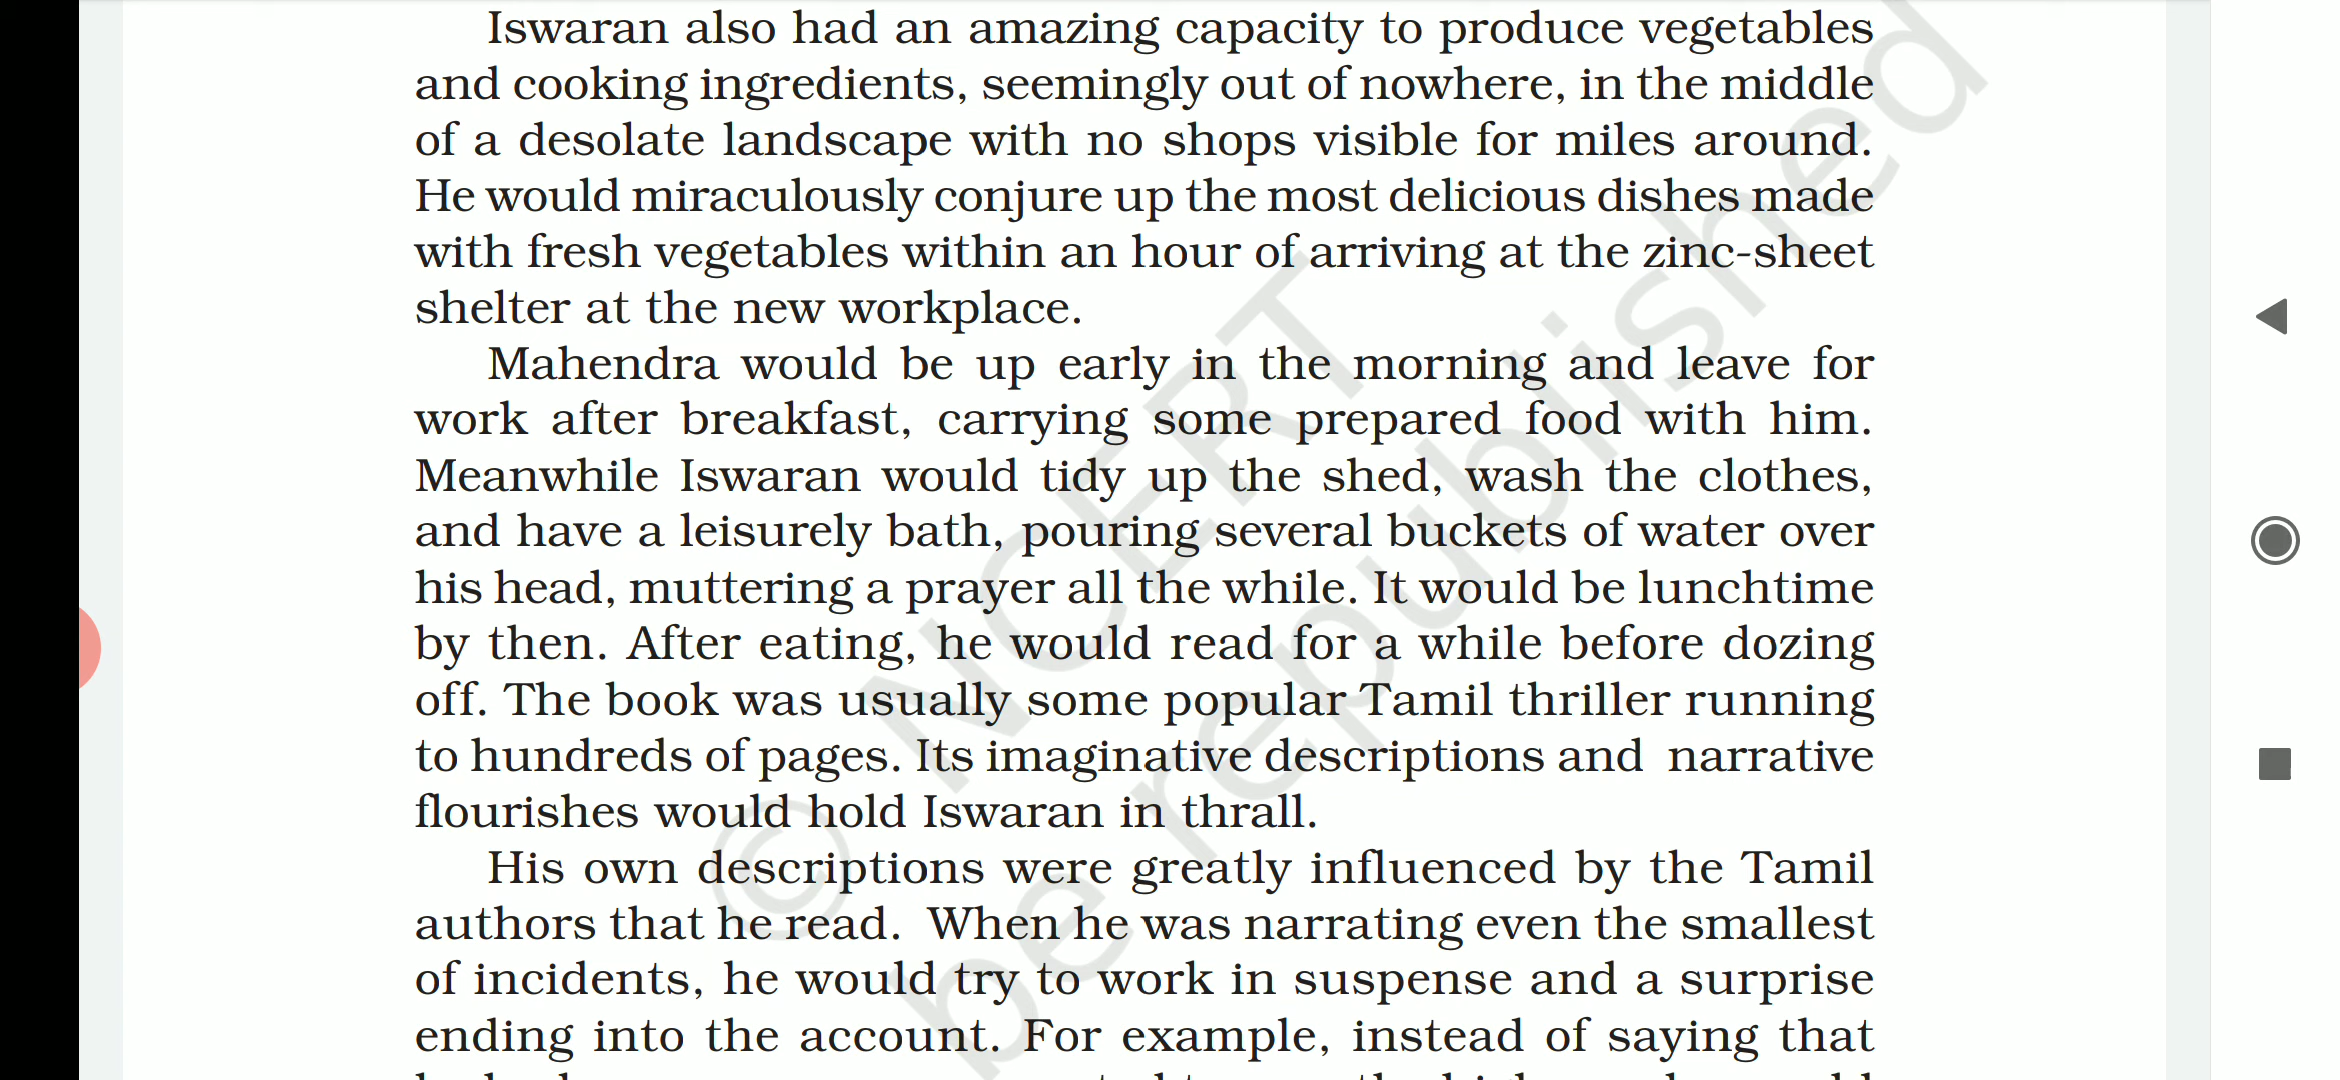 Iswaran also had an amazing capacity to produce vegetables
and cooking ingredients, seemingly out of nowhere, in the middle
of a desolate landscape with no shops visible for miles around.
He would miraculously conjure up the most delicious dishes made
with fresh vegetables within an hour of arriving at the zinc-sheet
shelter at the new workplace.
Mahendra would be up early in the morning and leave for
work after breakfast, carrying some prepared food with him.
Meanwhile Iswaran would tidy up the shed, wash the clothes,
and have a leisurely bath, pouring several buckets of water over
his head, muttering a prayer all the while. It would be lunchtime
by then. After eating, he would read for a while before dozing
off. The book was usually some popular Tamil thriller running
to hundreds of pages. Its imaginative descriptions and narrative
flourishes would hold Iswaran in thrall.
His own descriptions were greatly influenced by the Tamil
authors that he read. When he was narrating even the smallest
of incidents, he would try to work in suspense and a surprise
ending into the account. For example, instead of saying that
© NCERT
be republished